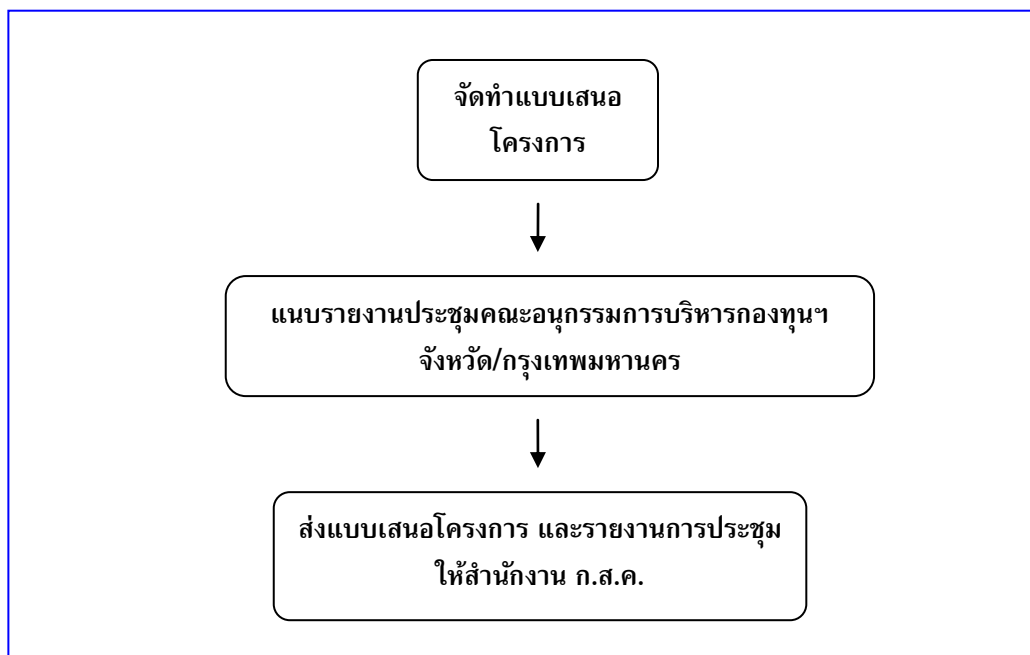 จัดทำแบบเสนอ
โครงการ
แนบรายงานประชุมคณะอนุกรรมการบริหารกองทุนฯ
จังหวัด/กรุงเทพมหานคร
ส่งแบบเสนอโครงการ และรายงานการประชุม
ให้สำนักงาน ก.ส.ค.